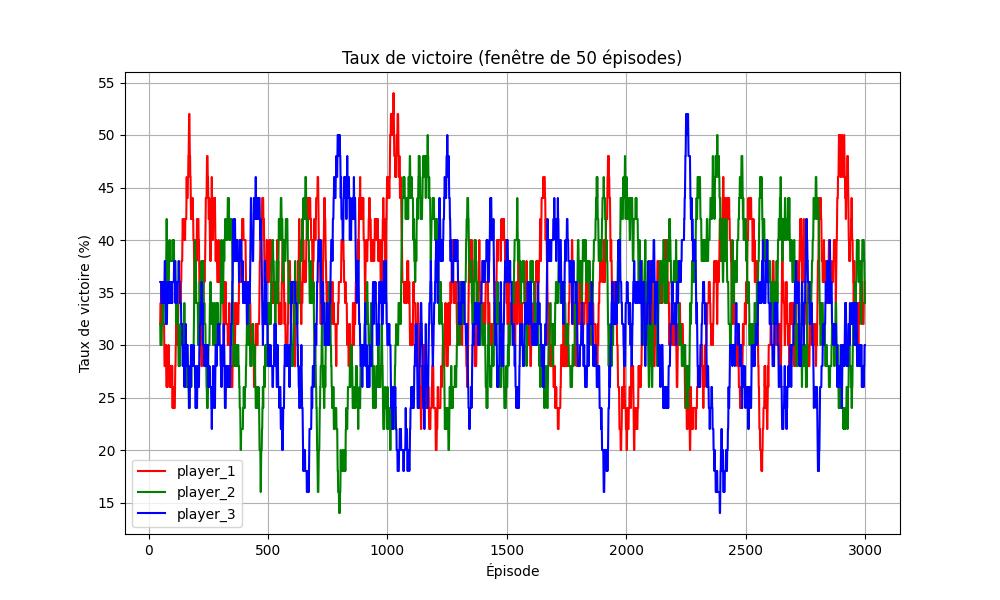 Taux de victoire (fenêtre de 50 épisodes)
Taux de victoire (%)
55
50
45
40
35
30
25
20
15
player_1
player_2
player_3
0 500 1000 1500 2000 2500 3000
Épisode